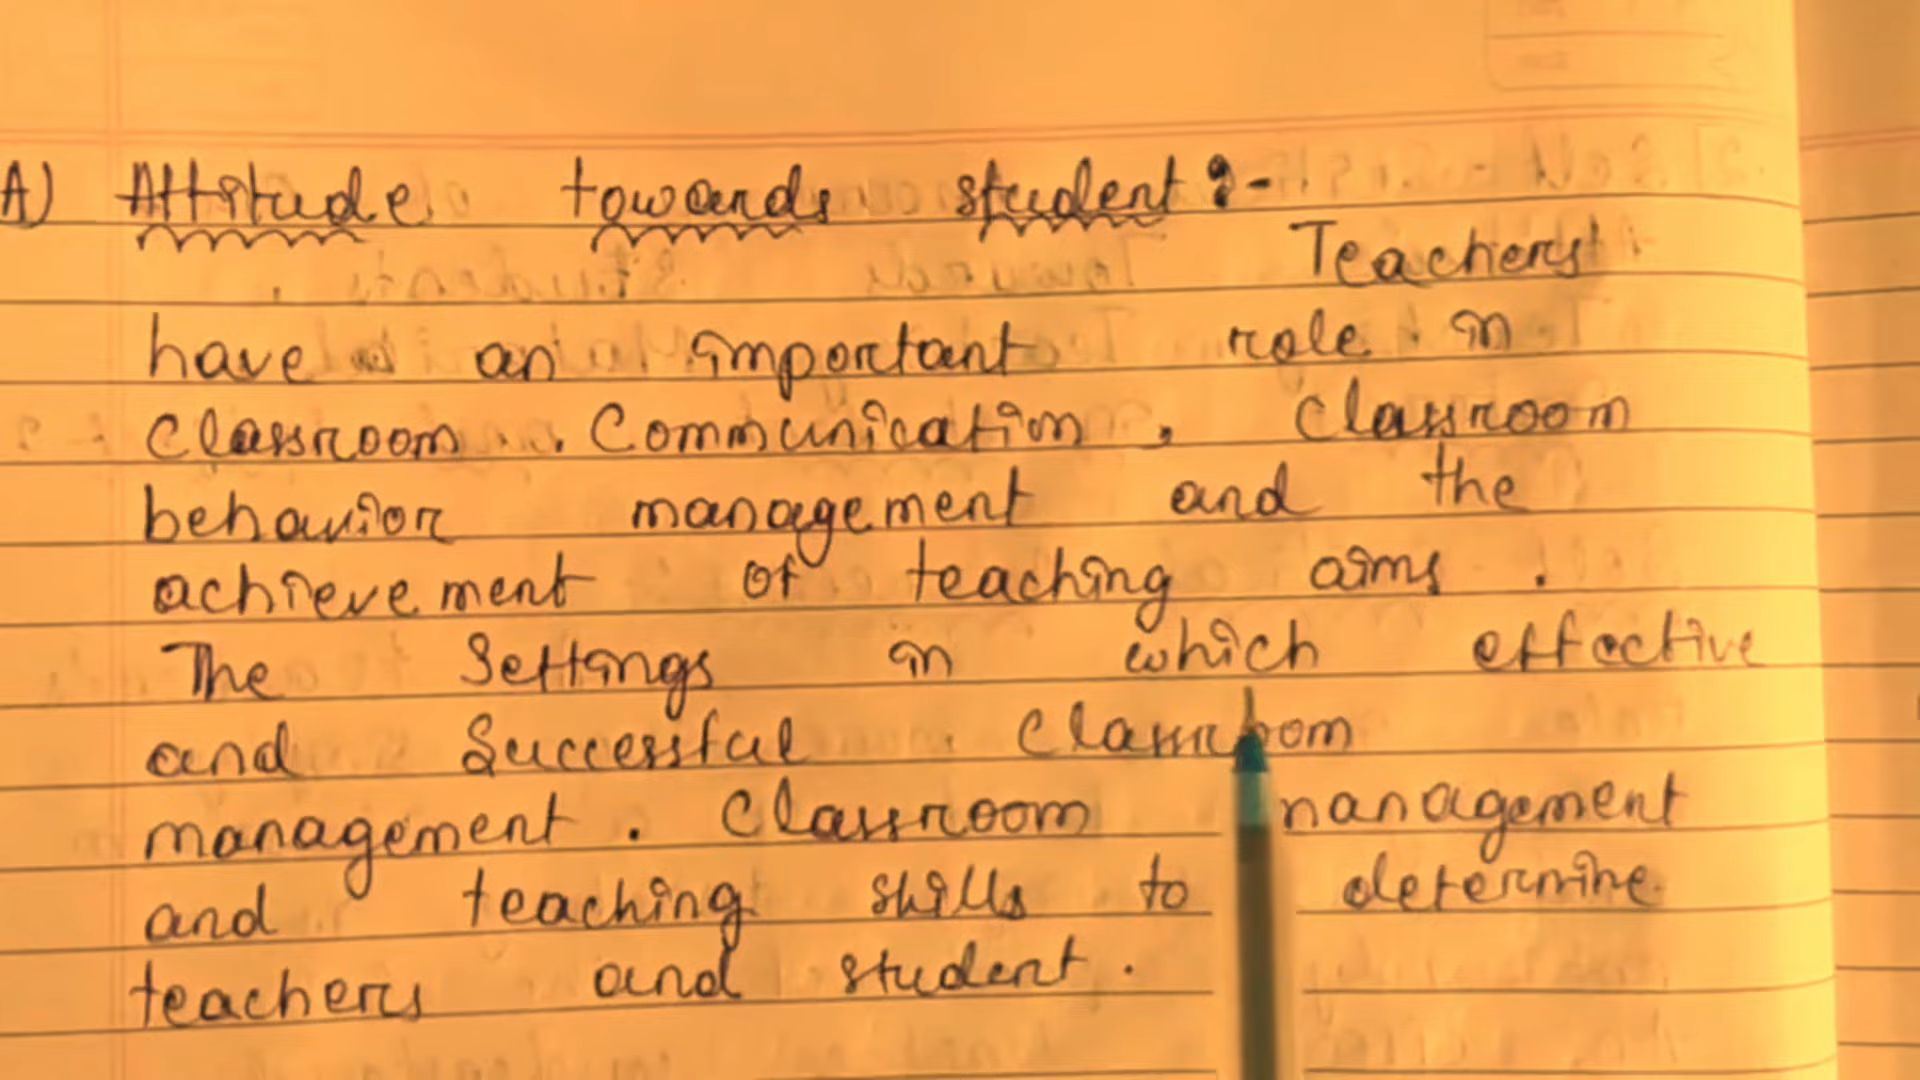 A) Attitude towards student :-
Teachers
have an important role in
classroom . Communication , classroom
behavior management and the
achievement of teaching aims .
The Settings in which effective
and Successful classroom
management . Classroom management
and teaching skills to determine
teachers and student .